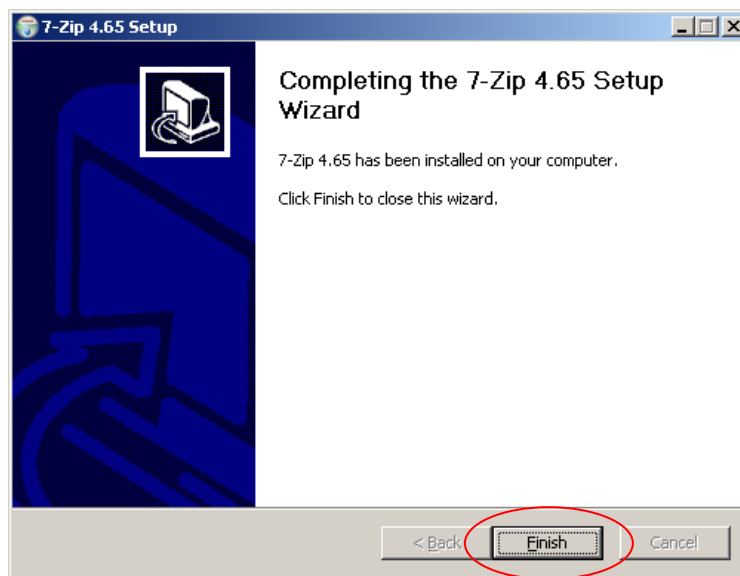 7-Zip 4.65 Setup
Completing the 7-Zip 4.65 Setup
Wizard
7-Zip 4.65 has been installed on your computer.
Click Finish to close this wizard.
< Back Finish Cancel